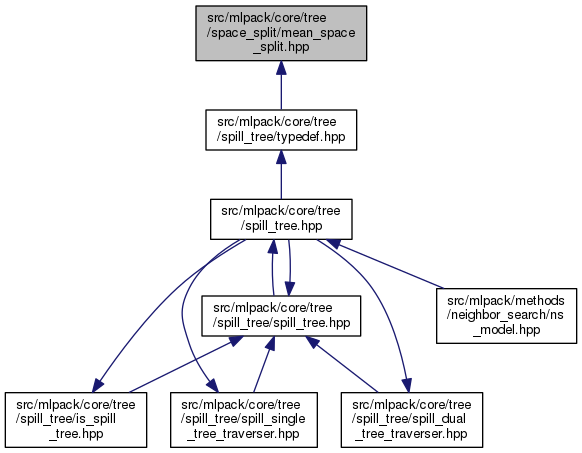 src/mlpack/core/tree
/space_split/mean_space
_split.hpp
src/mlpack/core/tree
/spill_tree/typedef.hpp
src/mlpack/core/tree
/spill_tree.hpp
src/mlpack/core/tree
/spill_tree/spill_tree.hpp
src/mlpack/methods
/neighbor_search/ns
_model.hpp
src/mlpack/core/tree
/spill_tree/is_spill
_tree.hpp
src/mlpack/core/tree
/spill_tree/spill_single
_tree_traverser.hpp
src/mlpack/core/tree
/spill_tree/spill_dual
_tree_traverser.hpp